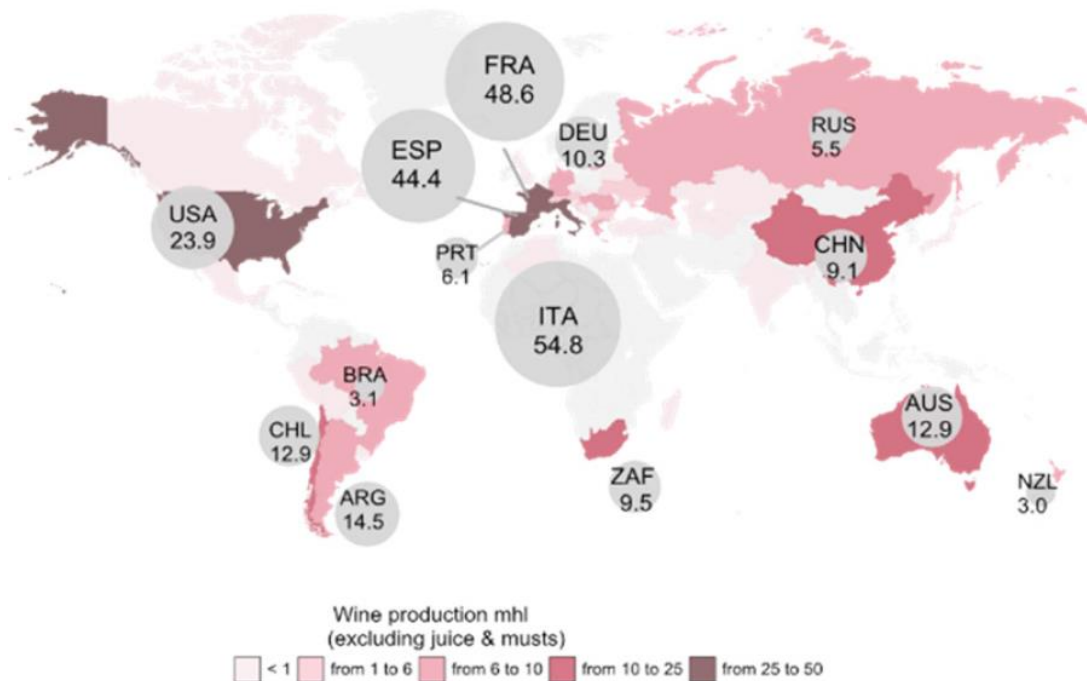 FRA
48.6
ESP
44.4
DEU
10.3
RUS
5.5
USA
23.9
PRT
6.1
CHN
9.1
ITA
54.8
BRA
3.1
CHL
12.9
ARG
14.5
ZAF
9.5
AUS
12.9
NZL
3.0
Wine production mhl
(excluding juice & musts)
< 1 from 1 to 6 from 6 to 10 from 10 to 25 from 25 to 50